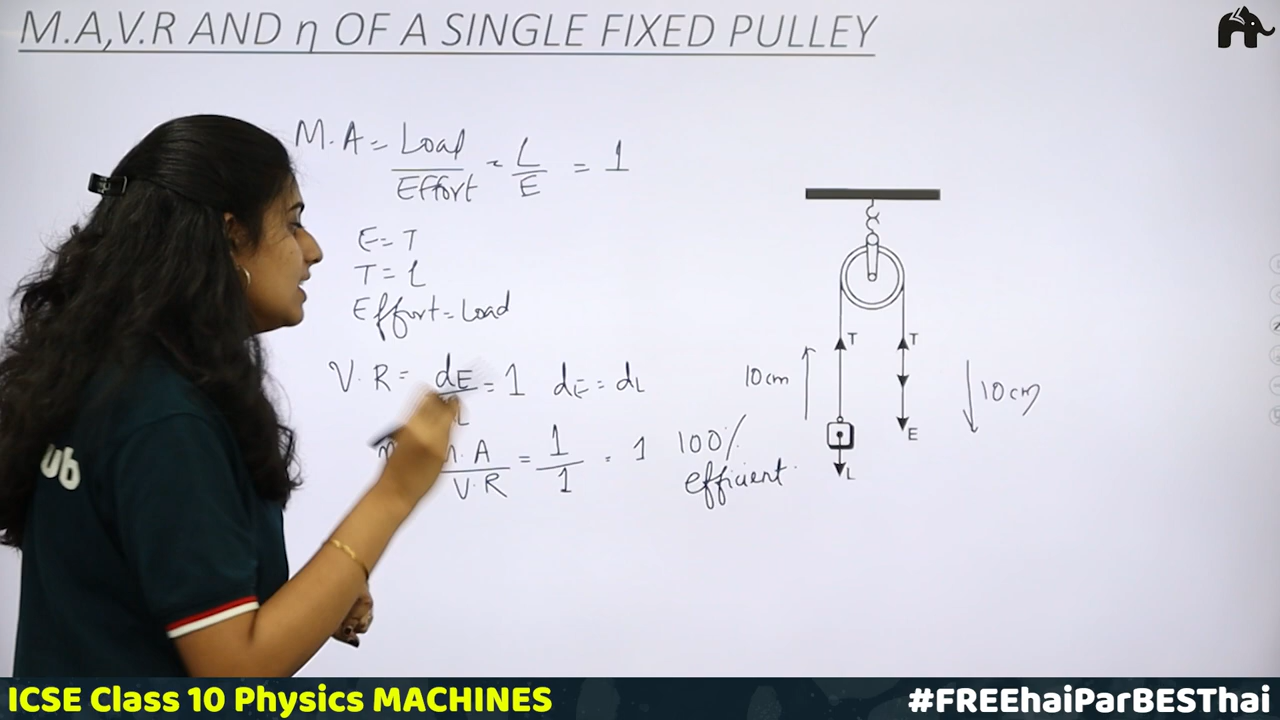 M.A,V.R AND η OF A SINGLE FIXED PULLEY
M.A = Load / Effort = L / E = 1
E = T
T = L
Effort = Load
V.R = dE / = 1 dE = dL
M.A / V.R = 1 / 1 = 1 100%
efficient.
T
T
10cm
10cm
E
L
ub
ICSE Class 10 Physics MACHINES
#FREEhaiParBESThai